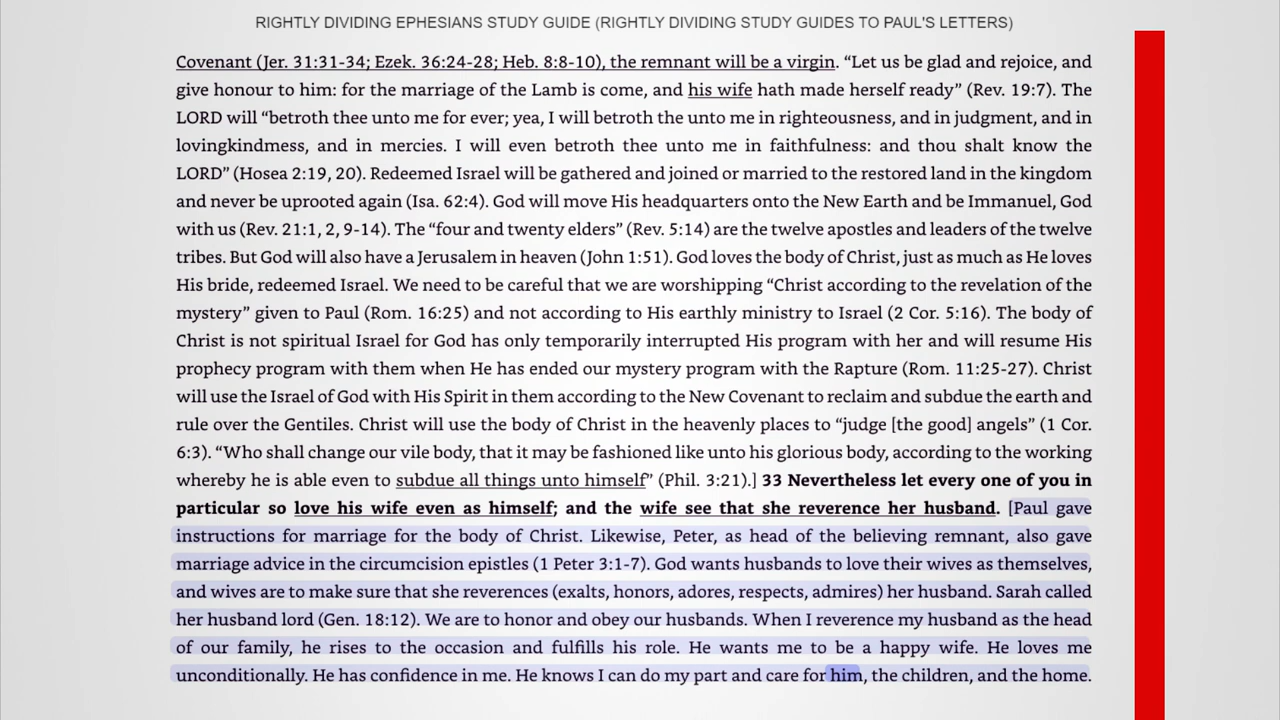 RIGHTLY DIVIDING EPHESIANS STUDY GUIDE (RIGHTLY DIVIDING STUDY GUIDES TO PAUL'S LETTERS)
Covenant (Jer. 31:31-34; Ezek. 36:24-28; Heb. 8:8-10), the remnant will be a virgin. “Let us be glad and rejoice, and
give honour to him: for the marriage of the Lamb is come, and his wife hath made herself ready” (Rev. 19:7). The
LORD will “betroth thee unto me for ever; yea, I will betroth the unto me in righteousness, and in judgment, and in
lovingkindness, and in mercies. I will even betroth thee unto me in faithfulness: and thou shalt know the
LORD” (Hosea 2:19, 20). Redeemed Israel will be gathered and joined or married to the restored land in the kingdom
and never be uprooted again (Isa. 62:4). God will move His headquarters onto the New Earth and be Immanuel, God
with us (Rev. 21:1, 2, 9-14). The “four and twenty elders” (Rev. 5:14) are the twelve apostles and leaders of the twelve
tribes. But God will also have a Jerusalem in heaven (John 1:51). God loves the body of Christ, just as much as He loves
His bride, redeemed Israel. We need to be careful that we are worshipping “Christ according to the revelation of the
mystery” given to Paul (Rom. 16:25) and not according to His earthly ministry to Israel (2 Cor. 5:16). The body of
Christ is not spiritual Israel for God has only temporarily interrupted His program with her and will resume His
prophecy program with them when He has ended our mystery program with the Rapture (Rom. 11:25-27). Christ
will use the Israel of God with His Spirit in them according to the New Covenant to reclaim and subdue the earth and
rule over the Gentiles. Christ will use the body of Christ in the heavenly places to “judge [the good] angels” (1 Cor.
6:3). “Who shall change our vile body, that it may be fashioned like unto his glorious body, according to the working
whereby he is able even to subdue all things unto himself” (Phil. 3:21).] 33 Nevertheless let every one of you in
particular so love his wife even as himself; and the wife see that she reverence her husband. [Paul gave
instructions for marriage for the body of Christ. Likewise, Peter, as head of the believing remnant, also gave
marriage advice in the circumcision epistles (1 Peter 3:1-7). God wants husbands to love their wives as themselves,
and wives are to make sure that she reverences (exalts, honors, adores, respects, admires) her husband. Sarah called
her husband lord (Gen. 18:12). We are to honor and obey our husbands. When I reverence my husband as the head
of our family, he rises to the occasion and fulfills his role. He wants me to be a happy wife. He loves me
unconditionally. He has confidence in me. He knows I can do my part and care for him, the children, and the home.